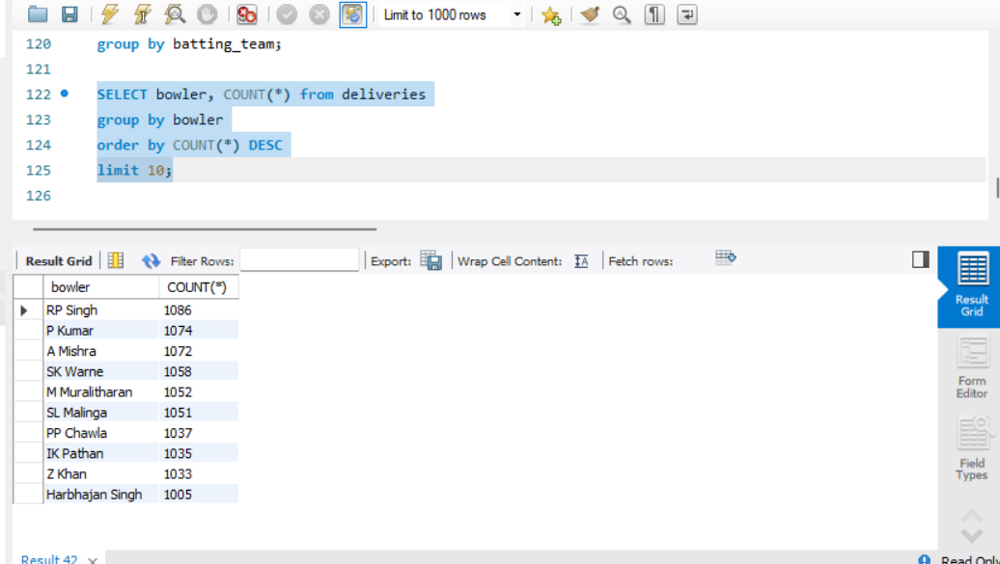 Limit to 1000 rows
120 group by batting_team;
121
122 SELECT bowler, COUNT(*) from deliveries
123 group by bowler
124 order by COUNT(*) DESC
125 limit 10;
126
Result Grid Filter Rows: Export: Wrap Cell Content: Fetch rows:
bowler COUNT(*)
RP Singh 1086
P Kumar 1074
A Mishra 1072
SK Warne 1058
M Muralitharan 1052
SL Malinga 1051
PP Chawla 1037
IK Pathan 1035
Z Khan 1033
Harbhajan Singh 1005
Result
Grid
Form
Editor
Field
Types
Result 42 Read Only